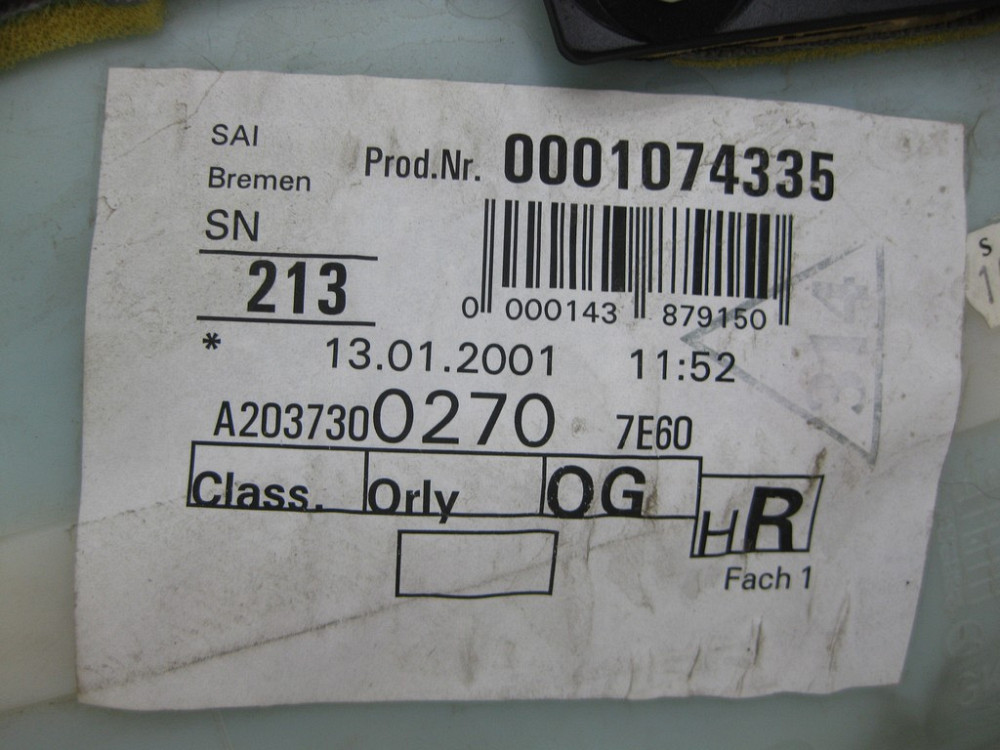 SAI
Bremen
Prod.Nr. 0001074335
SN
213
0 000143 879150
* 13.01.2001 11:52
A2037300270 7E60
Class. Orly OG
HR
Fach 1
S